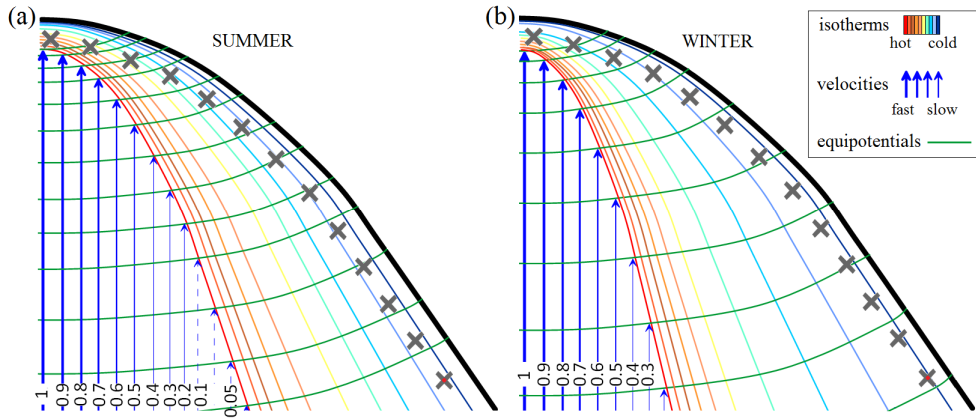 (a)
SUMMER
1
0.9
0.8
0.7
0.6
0.5
0.4
0.3
0.2
0.1
0.05
(b)
WINTER
1
0.9
0.8
0.7
0.6
0.5
0.4
0.3
isotherms
hot cold
velocities
fast slow
equipotentials